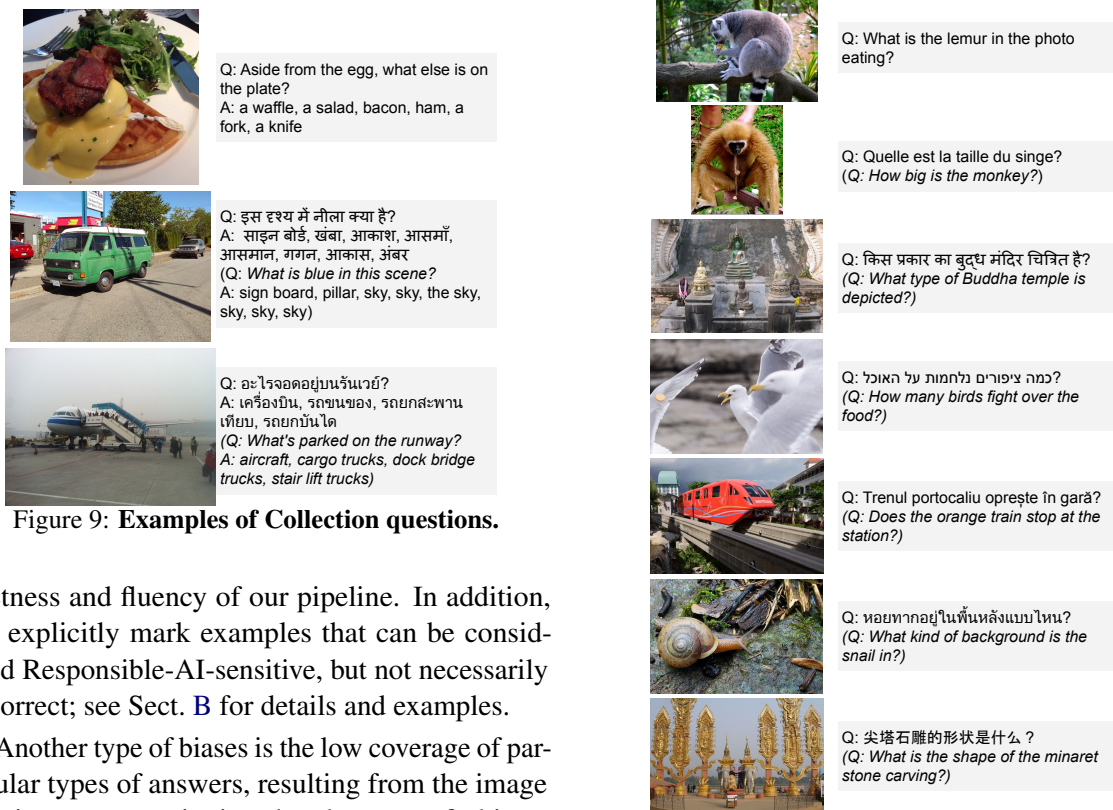 Q: Aside from the egg, what else is on
the plate?
A: a waffle, a salad, bacon, ham, a
fork, a knife
Q: इस दृश्य में नीला क्या है?
A: साइन बोर्ड, खंबा, आकाश, आसमाँ,
आसमान, गगन, आकास, अंबर
(Q: What is blue in this scene?
A: sign board, pillar, sky, sky, the sky,
sky, sky, sky)
Q: อะไรจอดอยู่บนรันเวย์?
A: เครื่องบิน, รถขนของ, รถยกสะพาน
เทียบ, รถยกบันได
(Q: What's parked on the runway?
A: aircraft, cargo trucks, dock bridge
trucks, stair lift trucks)
Figure 9: Examples of Collection questions.
tness and fluency of our pipeline. In addition,
explicitly mark examples that can be consid-
d Responsible-AI-sensitive, but not necessarily
orrect; see Sect. B for details and examples.
Another type of biases is the low coverage of par-
ular types of answers, resulting from the image
Q: What is the lemur in the photo
eating?
Q: Quelle est la taille du singe?
(Q: How big is the monkey?)
Q: किस प्रकार का बुद्ध मंदिर चित्रित है?
(Q: What type of Buddha temple is
depicted?)
Q: כמה ציפורים נלחמות על האוכל?
(Q: How many birds fight over the
food?)
Q: Trenul portocaliu oprește în gară?
(Q: Does the orange train stop at the
station?)
Q: หอยทากอยู่ในพื้นหลังแบบไหน?
(Q: What kind of background is the
snail in?)
Q: 尖塔石雕的形状是什么？
(Q: What is the shape of the minaret
stone carving?)